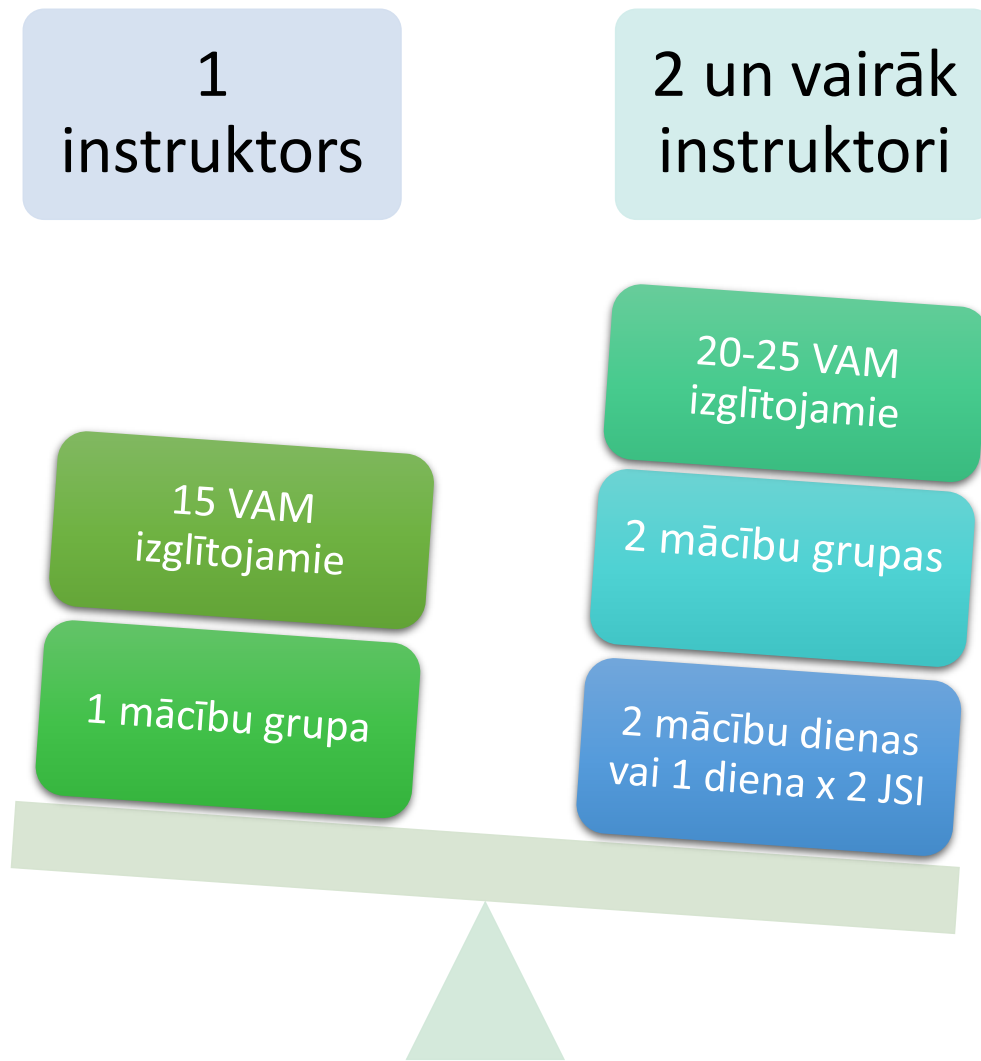 1
instruktors
2 un vairāk
instruktori
15 VAM
izglītojamie
1 mācību grupa
20-25 VAM
izglītojamie
2 mācību grupas
2 mācību dienas
vai 1 diena x 2 JSI